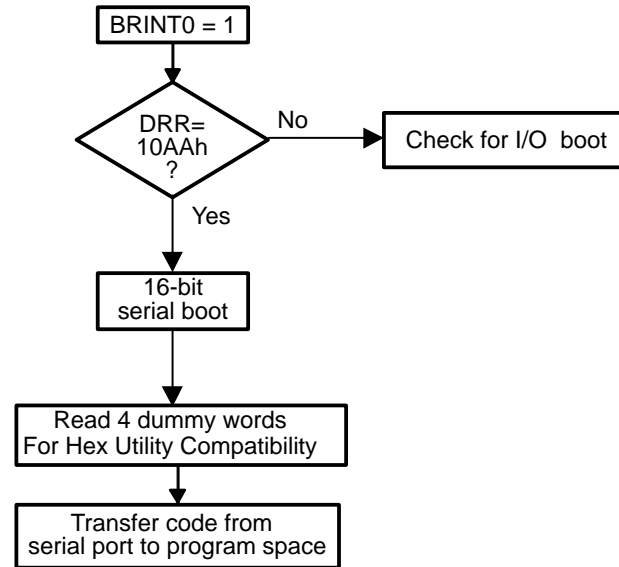 BRINT0 = 1
DRR=
10AAh
?
No
Check for I/O boot
Yes
16-bit
serial boot
Read 4 dummy words
For Hex Utility Compatibility
Transfer code from
serial port to program space